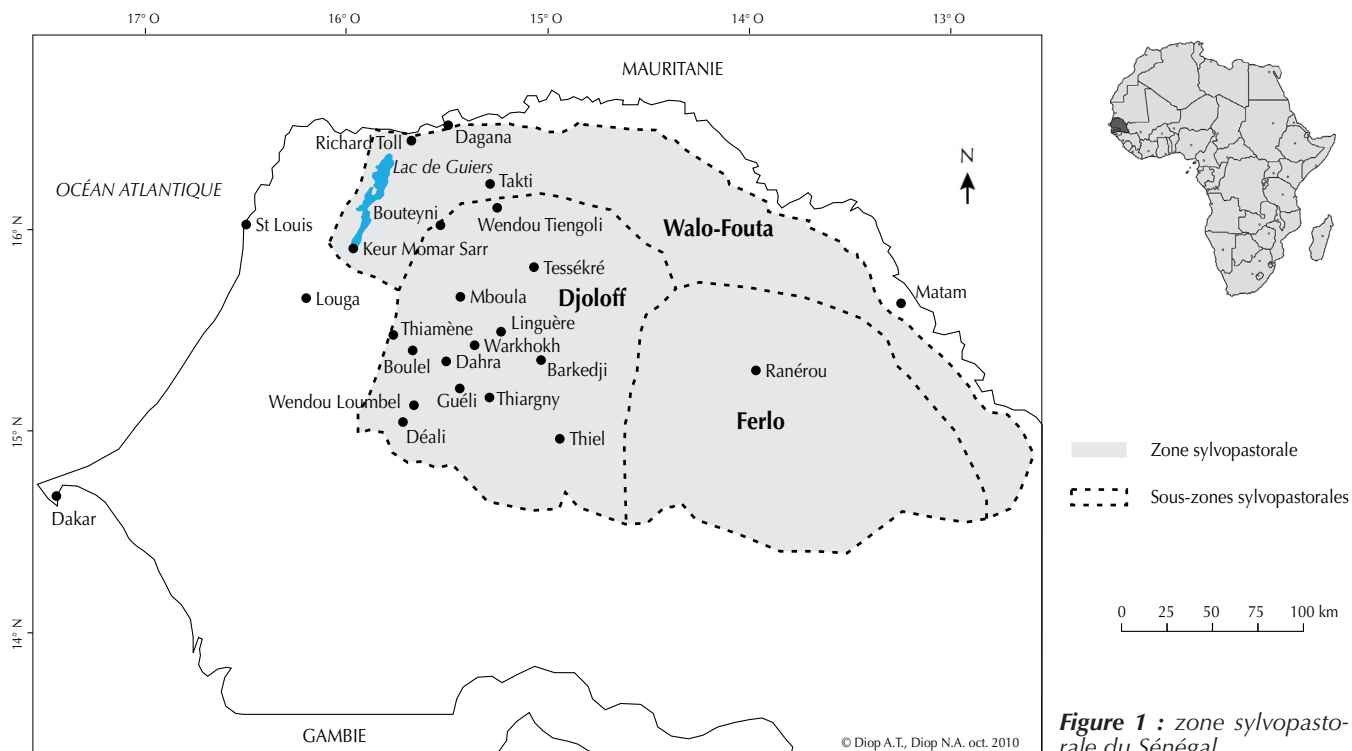 17° O 16° O 15° O 14° O 13° O
MAURITANIE
Dagana
Richard Toll
Lac de Guiers
N
Takti
OCÉAN ATLANTIQUE
Bouteyni
16° N
St Louis
Wendou Tiengoli
Walo-Fouta
Keur Momar Sarr
Tessékré
Matam
Louga
Mboula
Djoloff
Thiamène
Linguère
Warkhokh
Boulel
Dahra
Barkedji
Ranérou
Wendou Loumbel
Guéli
Thiargny
Ferlo
15° N
Déali
Thiel
Zone sylvopastorale
Sous-zones sylvopastorales
Dakar
0 25 50 75 100 km
14° N
GAMBIE
© Diop A.T., Diop N.A. oct. 2010
Figure 1 : zone sylvopasto-
rale du Sénégal